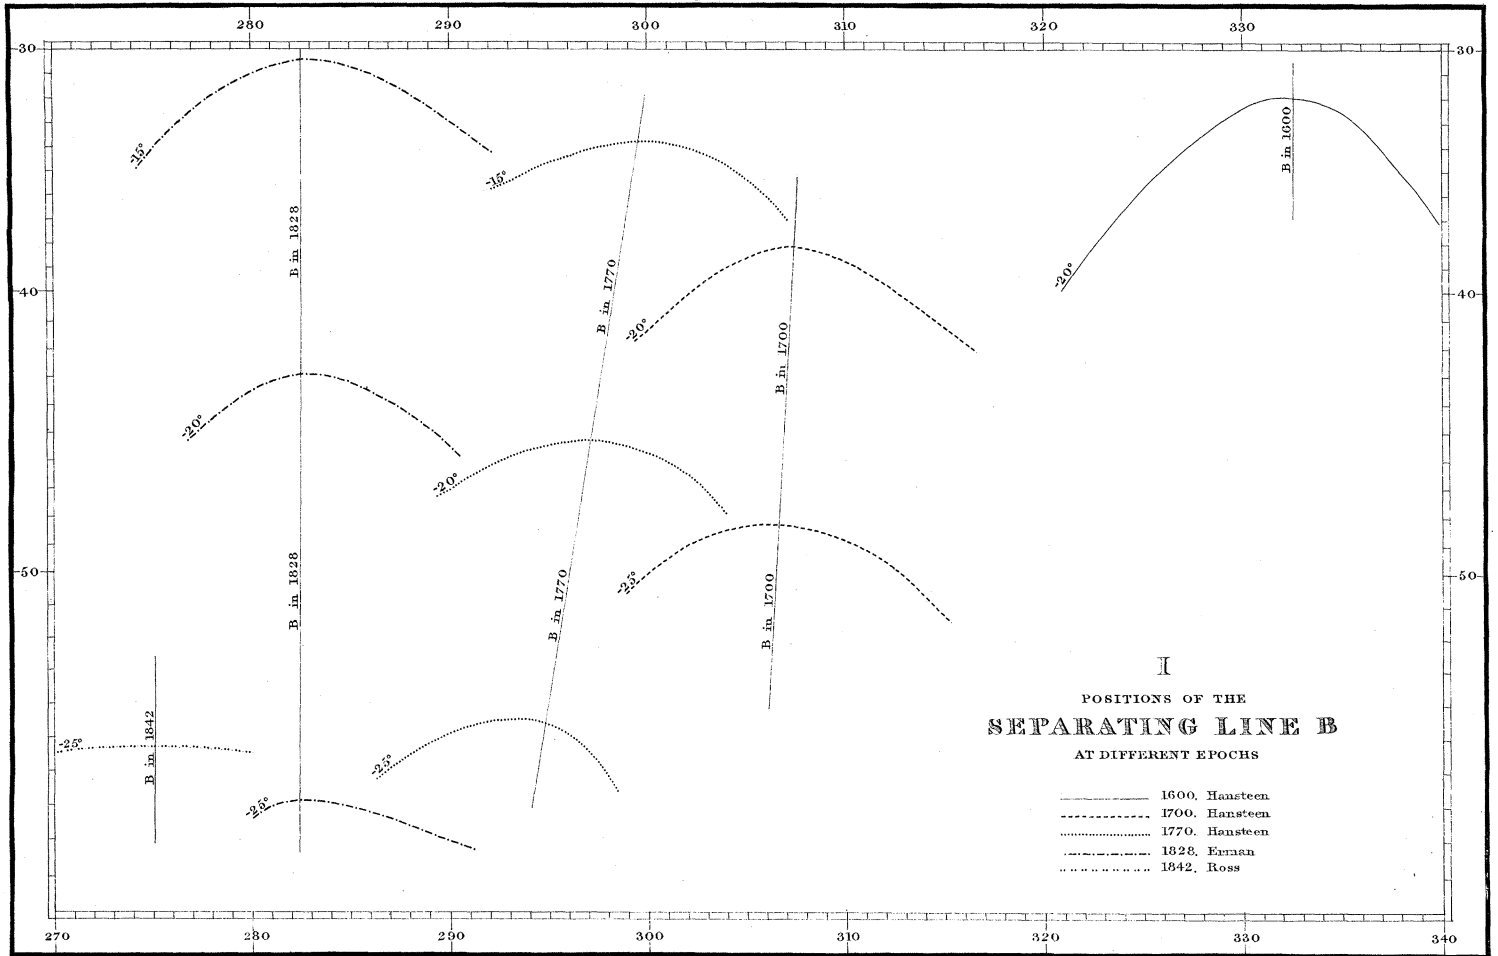 280 290 300 310 320 330
30 30
-15°
B in 1600
-15°
B in 1828
B in 1770
-20°
40 40
-20°
B in 1700
-20°
-20°
50 50
B in 1828
B in 1770
-25°
B in 1700
I
POSITIONS OF THE
SEPARATING LINE B
AT DIFFERENT EPOCHS
B in 1842
-25°
-25°
-25°
1600. Hansteen
1700. Hansteen
1770. Hansteen
1828. Erman
1842. Ross
270 280 290 300 310 320 330 340